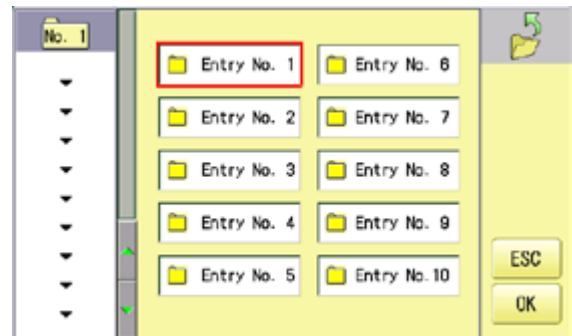 No. 1
Entry No. 1
Entry No. 6
Entry No. 2
Entry No. 7
Entry No. 3
Entry No. 8
Entry No. 4
Entry No. 9
Entry No. 5
Entry No.10
ESC
OK